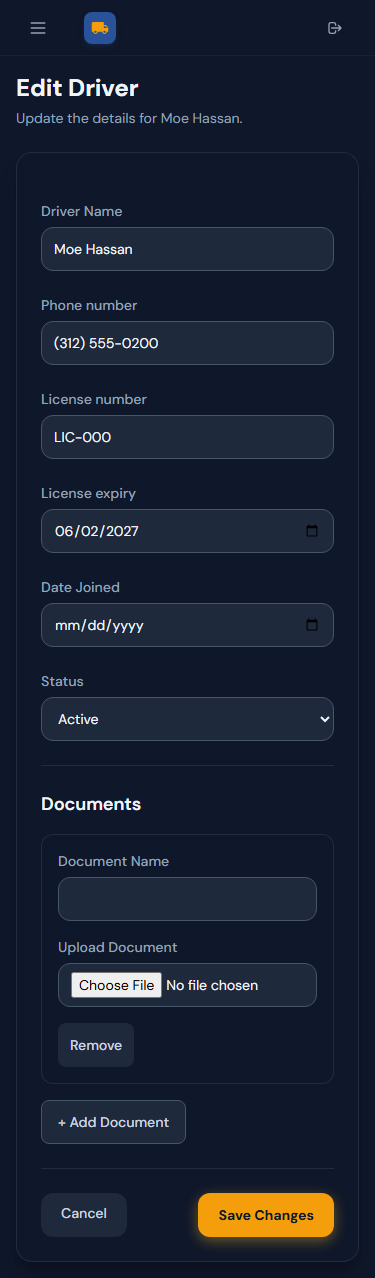 Edit Driver
Update the details for Moe Hassan.
Driver Name
Moe Hassan
Phone number
(312) 555-0200
License number
LIC-000
License expiry
06/02/2027
Date Joined
mm/dd/yyyy
Status
Active
Documents
Document Name
Upload Document
Choose File No file chosen
Remove
+ Add Document
Cancel Save Changes